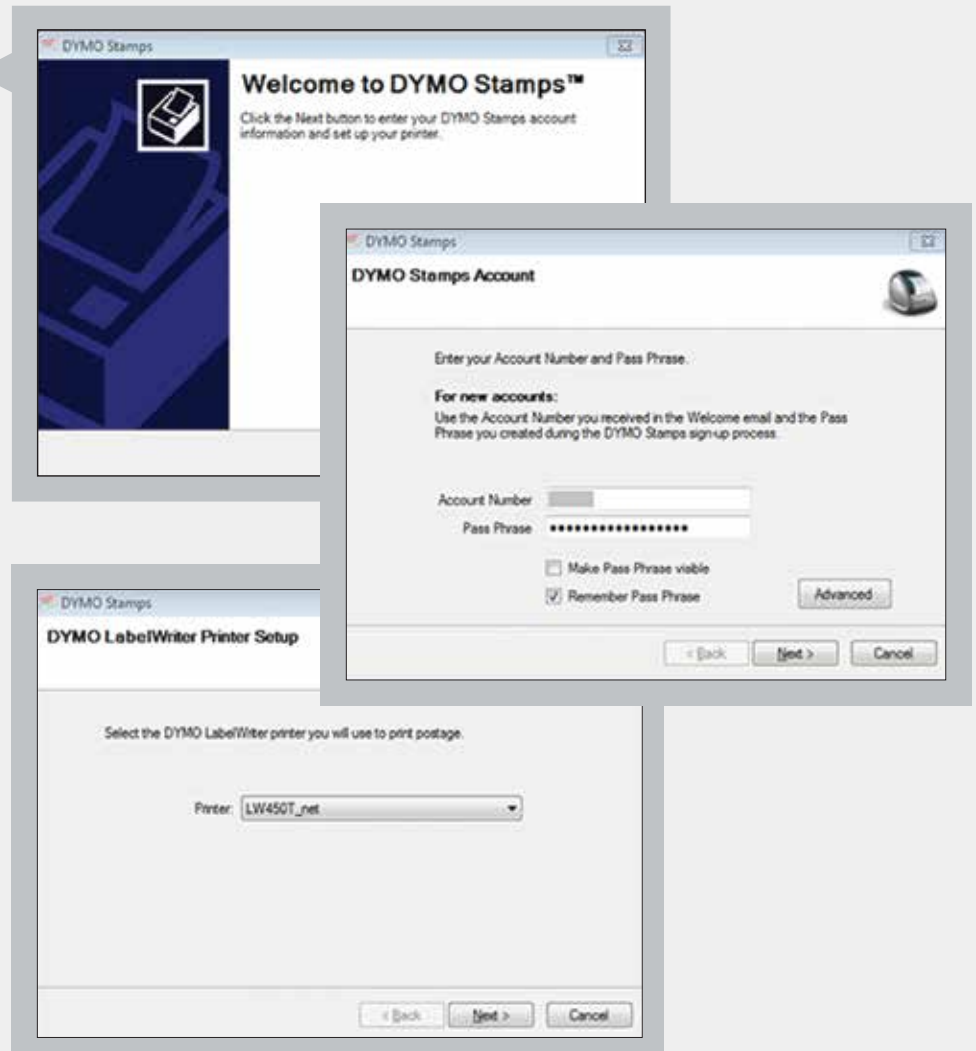 DYMO Stamps
Welcome to DYMO Stamps™
Click the Next button to enter your DYMO Stamps account
information and set up your printer.
DYMO Stamps
DYMO Stamps Account
Enter your Account Number and Pass Phrase.
For new accounts:
Use the Account Number you received in the Welcome email and the Pass
Phrase you created during the DYMO Stamps sign-up process.
Account Number
Pass Phrase •••••••••••••••••
Make Pass Phrase visible
Remember Pass Phrase
Advanced
< Back Next > Cancel
DYMO Stamps
DYMO LabelWriter Printer Setup
Select the DYMO LabelWriter printer you will use to print postage.
Printer: LW450T_net
< Back Next > Cancel